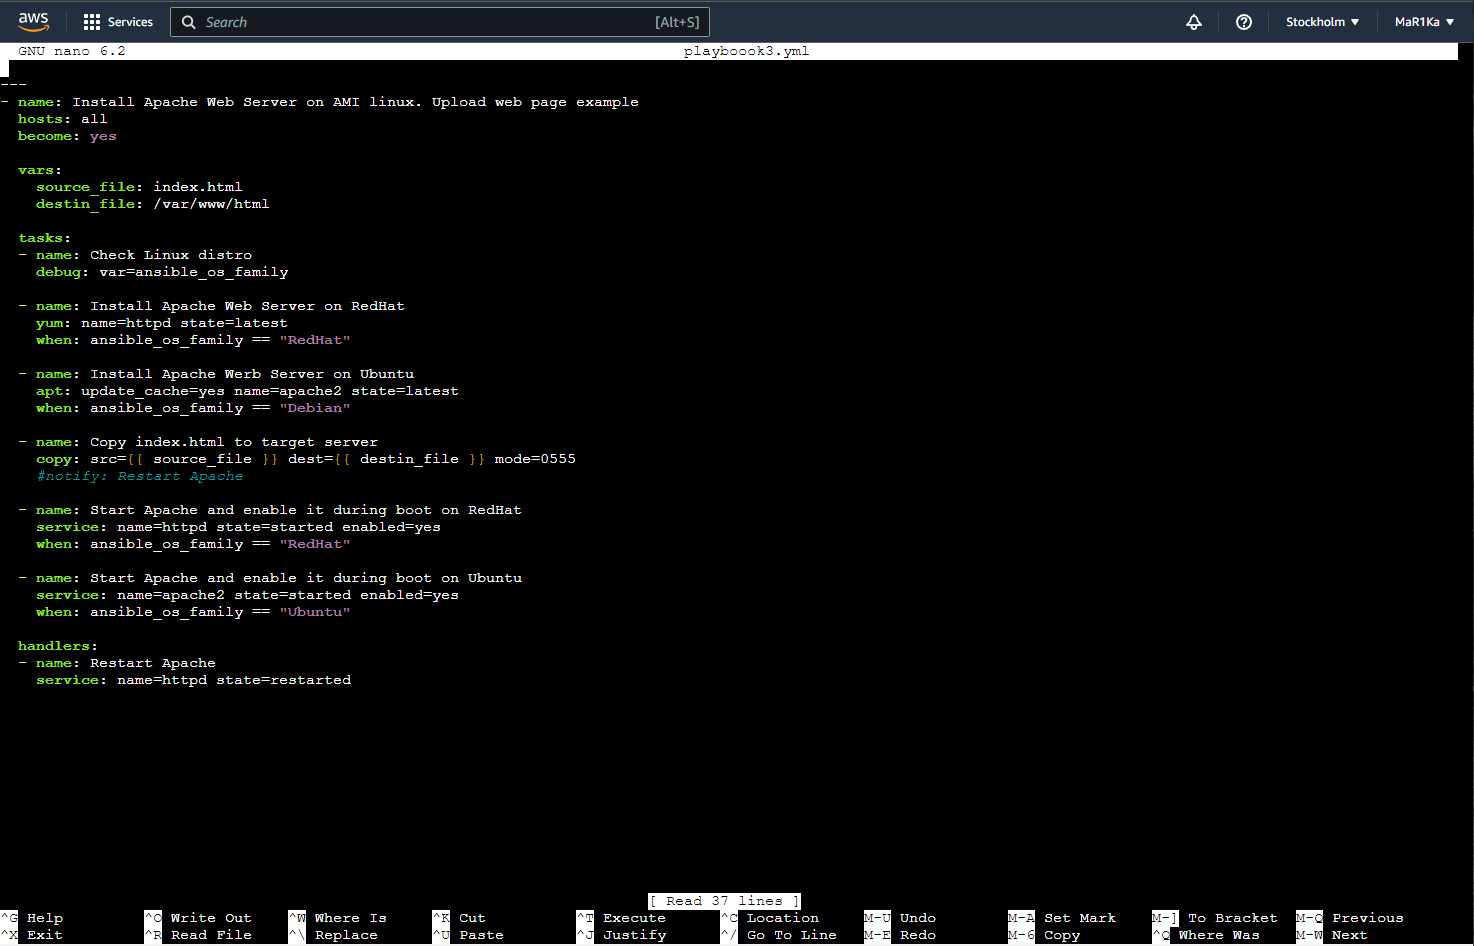 aws Services Search [Alt+S] Stockholm ▼ MaR1Ka ▼
GNU nano 6.2 playboook3.yml
---
- name: Install Apache Web Server on AMI linux. Upload web page example
hosts: all
become: yes
vars:
source_file: index.html
destin_file: /var/www/html
tasks:
- name: Check Linux distro
debug: var=ansible_os_family
- name: Install Apache Web Server on RedHat
yum: name=httpd state=latest
when: ansible_os_family == "RedHat"
- name: Install Apache Werb Server on Ubuntu
apt: update_cache=yes name=apache2 state=latest
when: ansible_os_family == "Debian"
- name: Copy index.html to target server
copy: src={{ source_file }} dest={{ destin_file }} mode=0555
#notify: Restart Apache
- name: Start Apache and enable it during boot on RedHat
service: name=httpd state=started enabled=yes
when: ansible_os_family == "RedHat"
- name: Start Apache and enable it during boot on Ubuntu
service: name=apache2 state=started enabled=yes
when: ansible_os_family == "Ubuntu"
handlers:
- name: Restart Apache
service: name=httpd state=restarted
[ Read 37 lines ]
^G Help ^O Write Out ^W Where Is ^K Cut ^T Execute ^C Location M-U Undo M-A Set Mark M-] To Bracket M-Q Previous
^X Exit ^R Read File ^\ Replace ^U Paste ^J Justify ^/ Go To Line M-E Redo M-6 Copy ^Q Where Was M-W Next